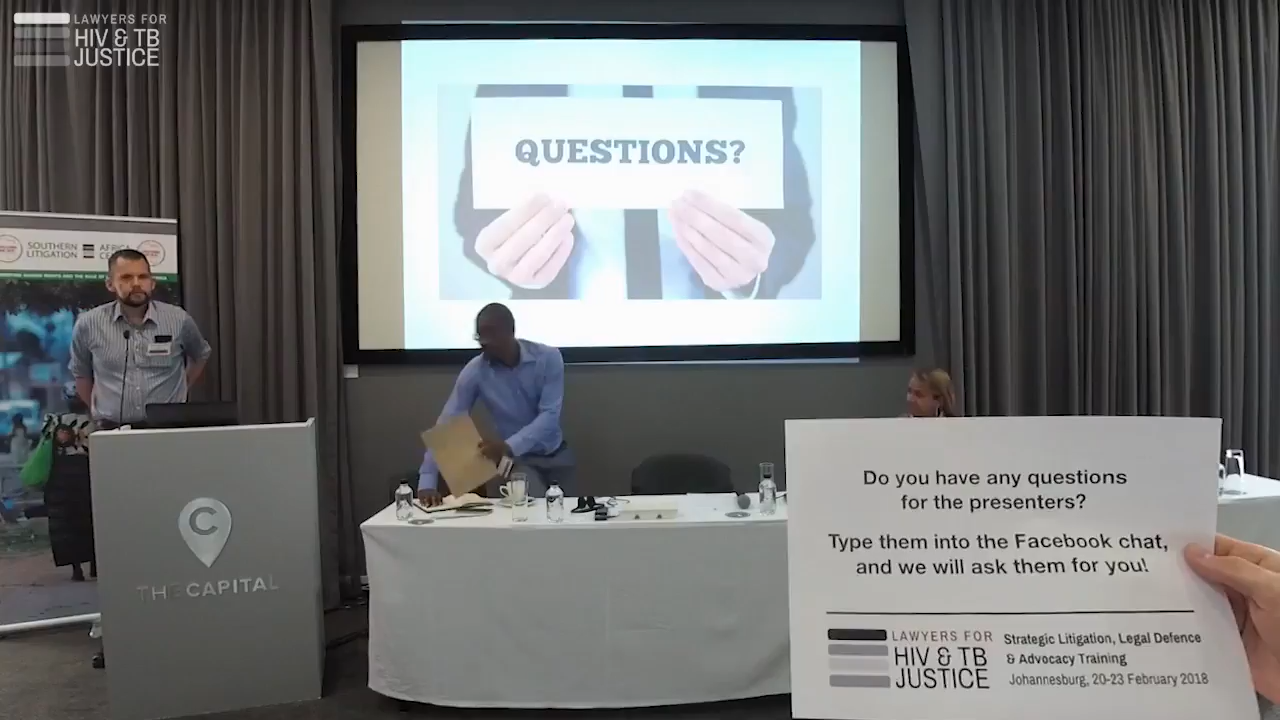 LAWYERS FOR
HIV & TB
JUSTICE
QUESTIONS?
SOUTHERN
LITIGATION
AFRICA
THE CAPITAL
Do you have any questions
for the presenters?
Type them into the Facebook chat,
and we will ask them for you!
LAWYERS FOR
HIV & TB
JUSTICE
Strategic Litigation, Legal Defence
& Advocacy Training
Johannesburg, 20-23 February 2018